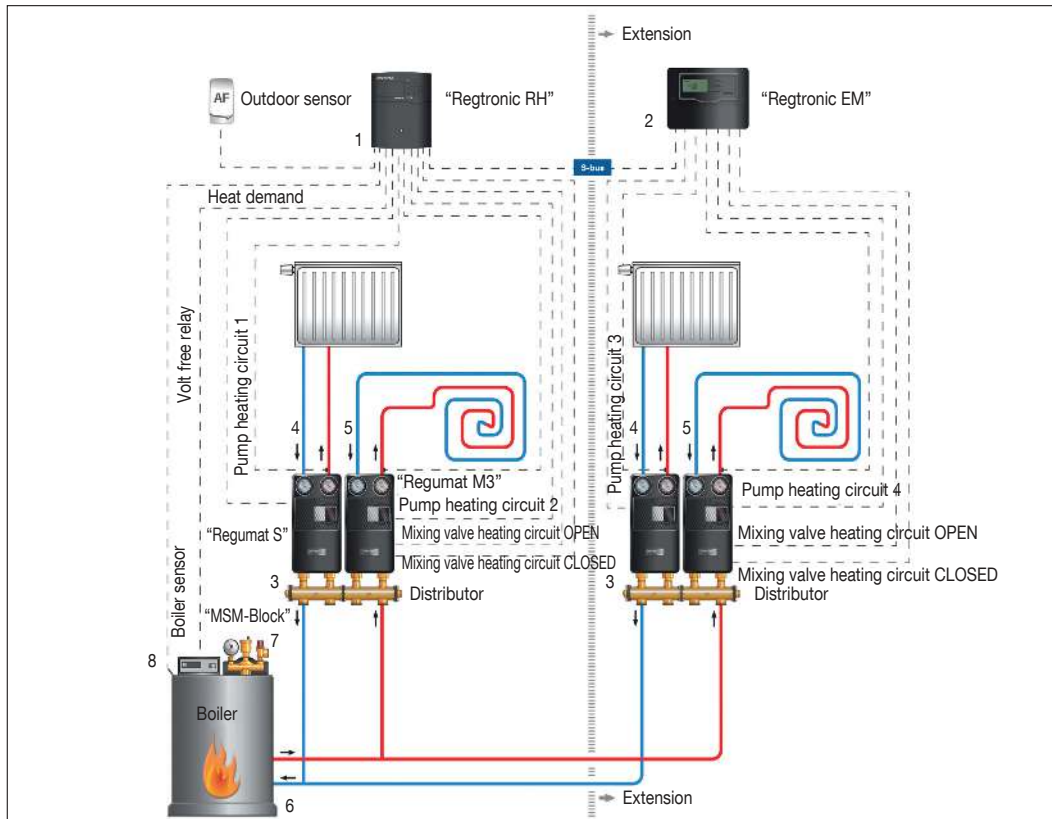 Extension
AF
Outdoor sensor
"Regtronic RH"
"Regtronic EM"
1
2
S-bus
Heat demand
Volt free relay
Pump heating circuit 1
Pump heating circuit 3
4
5
4
5
"Regumat M3"
Pump heating circuit 2
Pump heating circuit 4
"Regumat S"
Mixing valve heating circuit OPEN
Mixing valve heating circuit OPEN
Mixing valve heating circuit CLOSED
Mixing valve heating circuit CLOSED
3
Distributor
3
Distributor
Boiler sensor
"MSM-Block"
7
8
Boiler
6
Extension